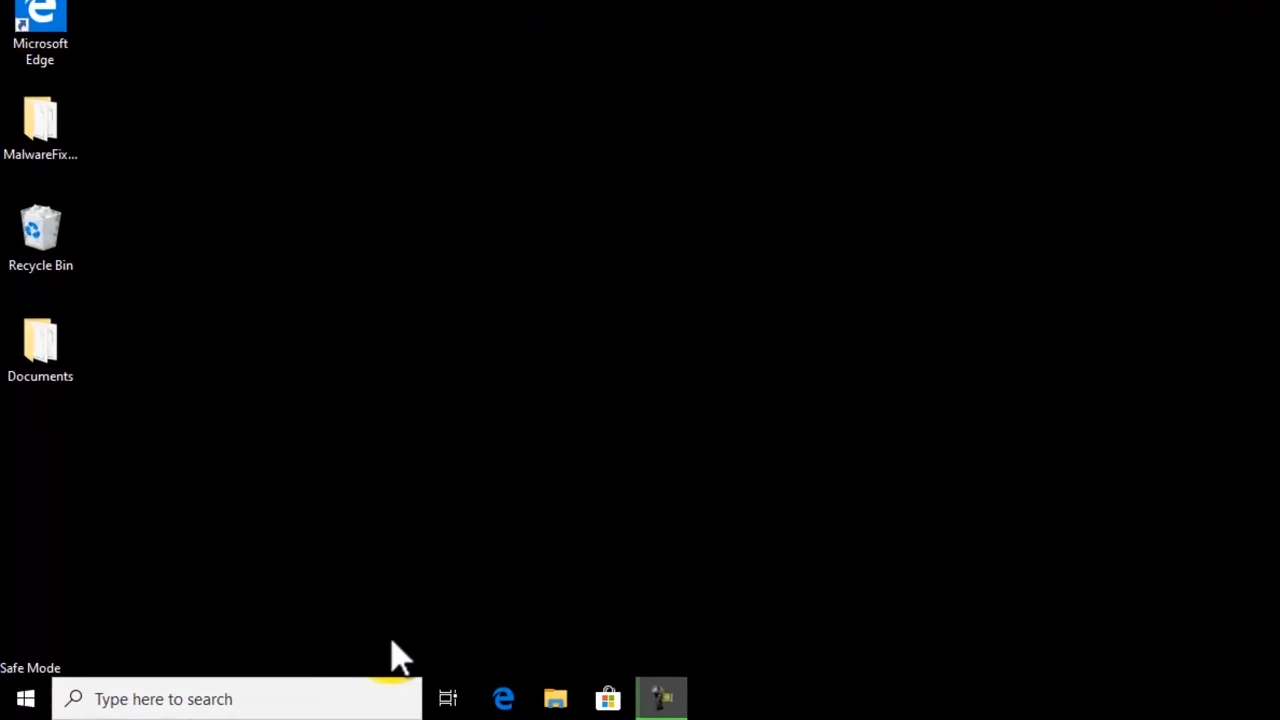 Microsoft
Edge
MalwareFix...
Recycle Bin
Documents
Safe Mode
Type here to search